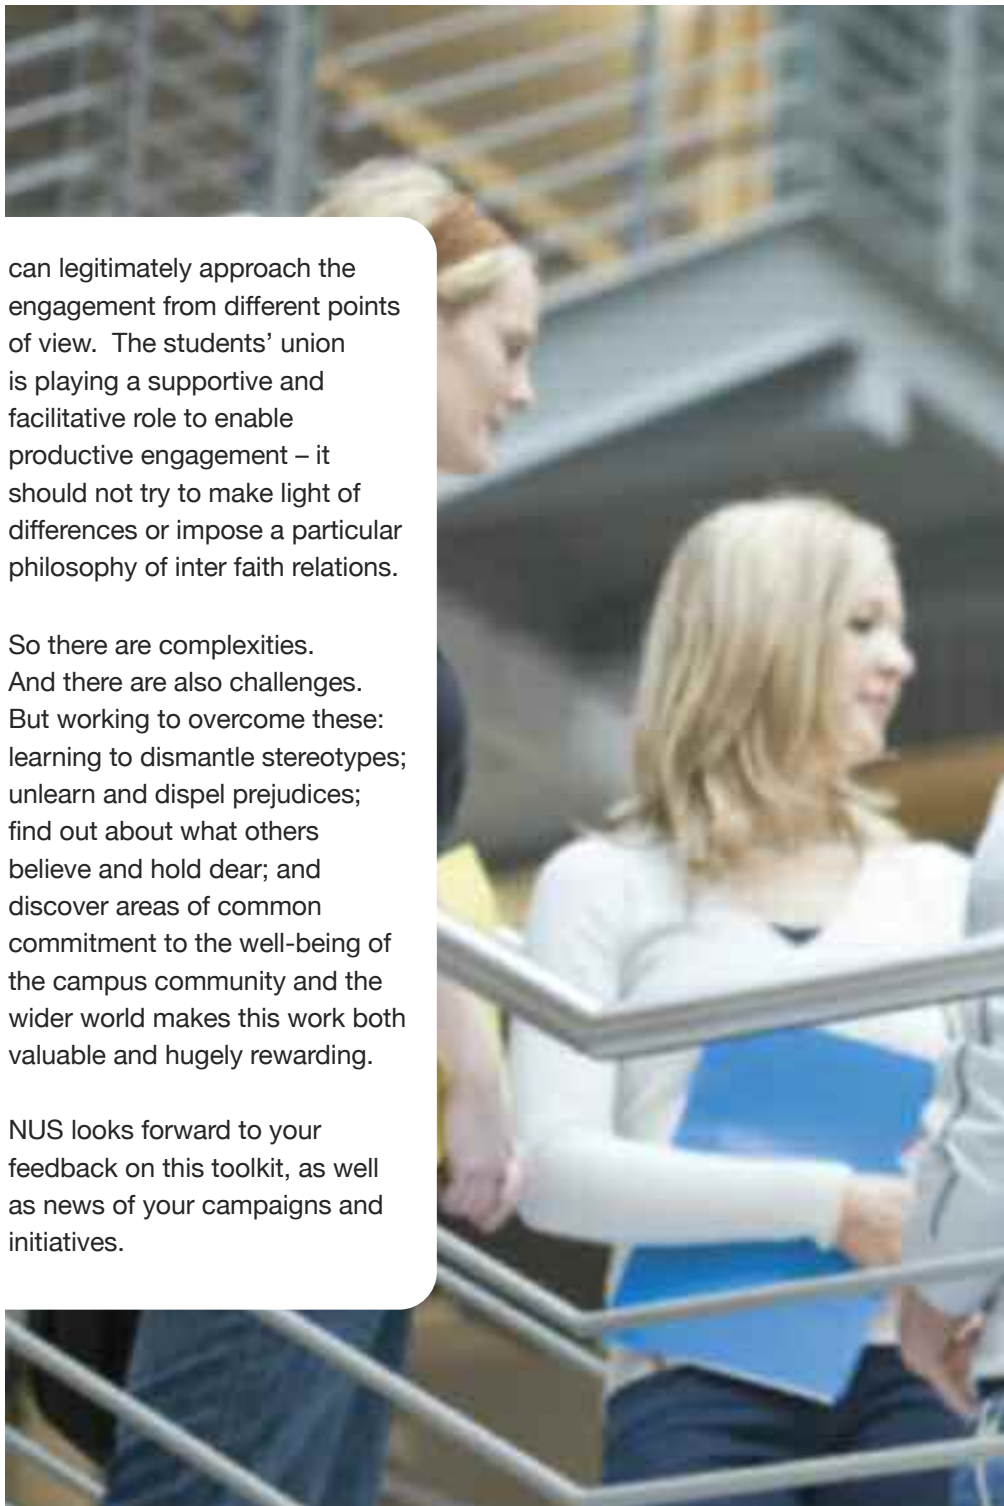 can legitimately approach the
engagement from different points
of view.  The students’ union
is playing a supportive and
facilitative role to enable
productive engagement – it
should not try to make light of
differences or impose a particular
philosophy of inter faith relations.
So there are complexities.
And there are also challenges.
But working to overcome these:
learning to dismantle stereotypes;
unlearn and dispel prejudices;
find out about what others
believe and hold dear; and
discover areas of common
commitment to the well-being of
the campus community and the
wider world makes this work both
valuable and hugely rewarding.
NUS looks forward to your
feedback on this toolkit, as well
as news of your campaigns and
initiatives.